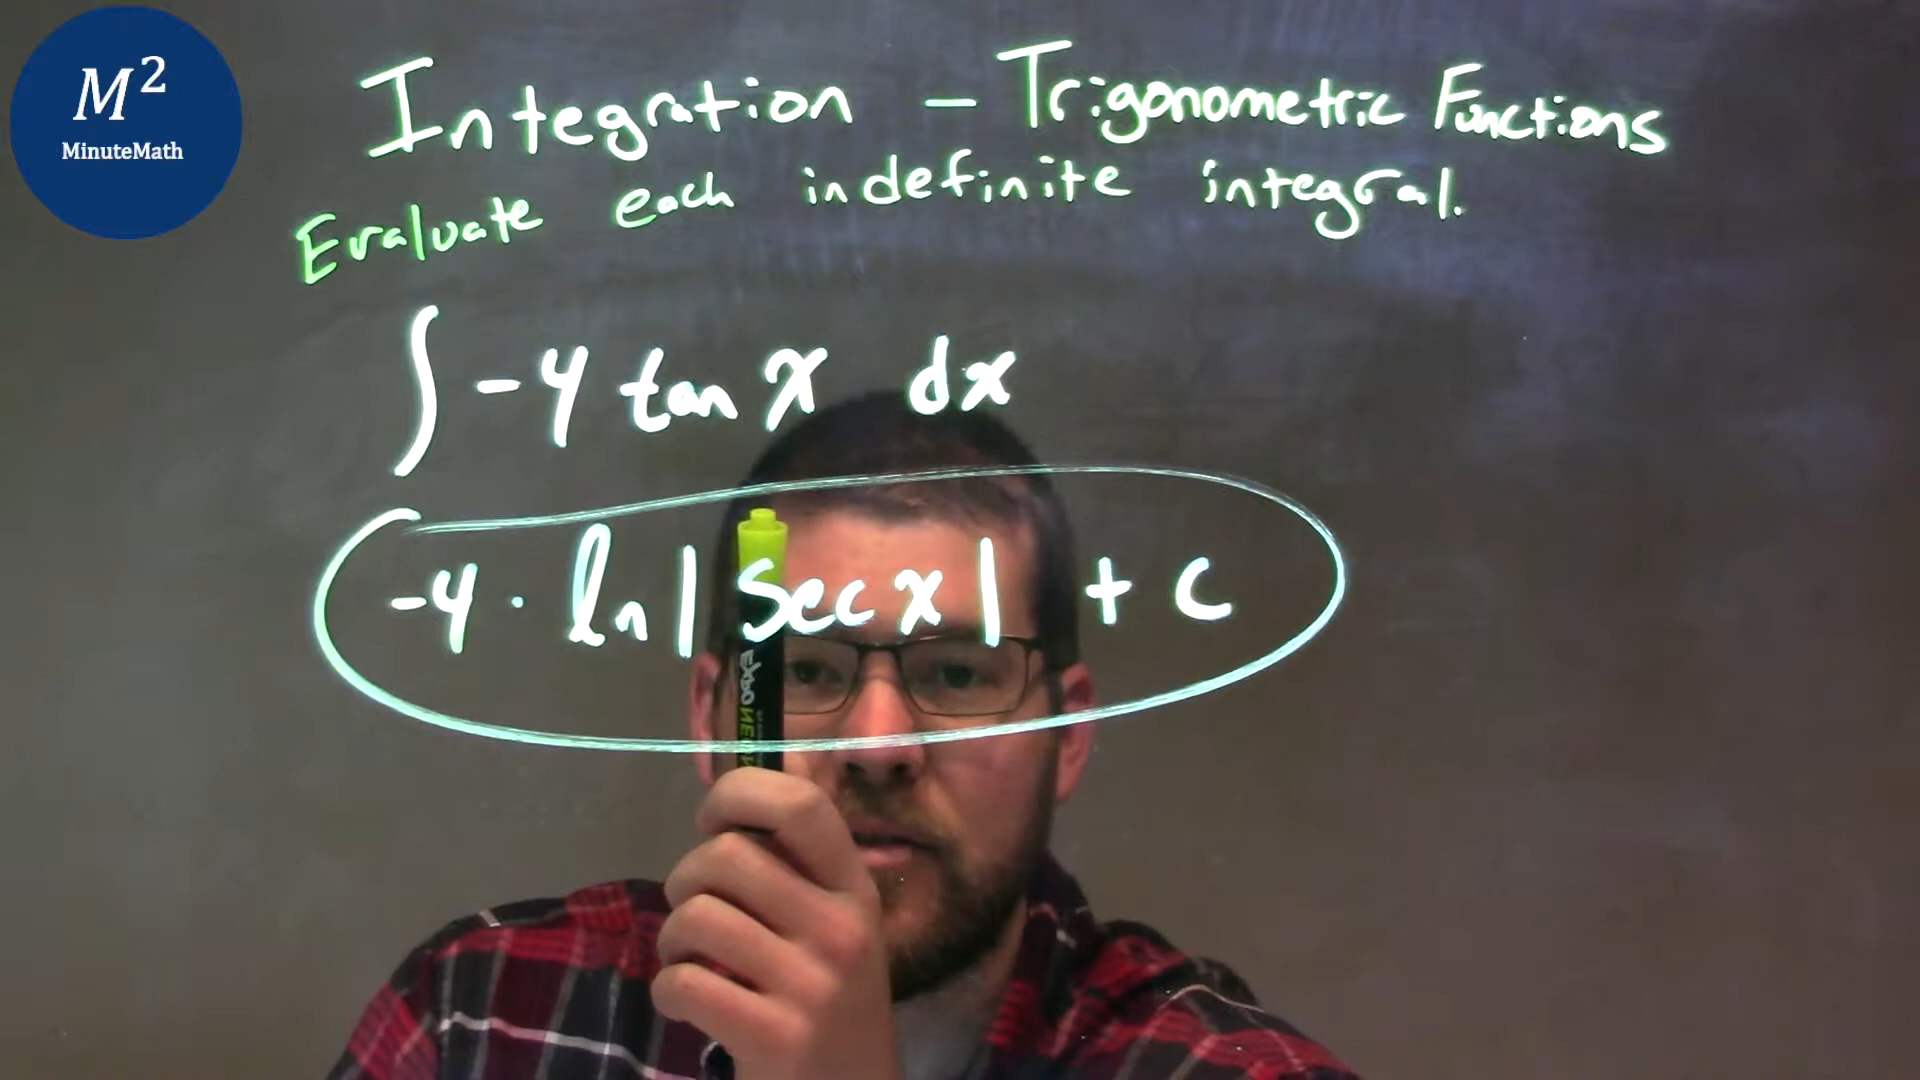 M²
MinuteMath
Integration – Trigonometric Functions
Evaluate each indefinite integral.
∫ -4 tan x dx
-4 · ln|sec x| + c
EXPO NEON